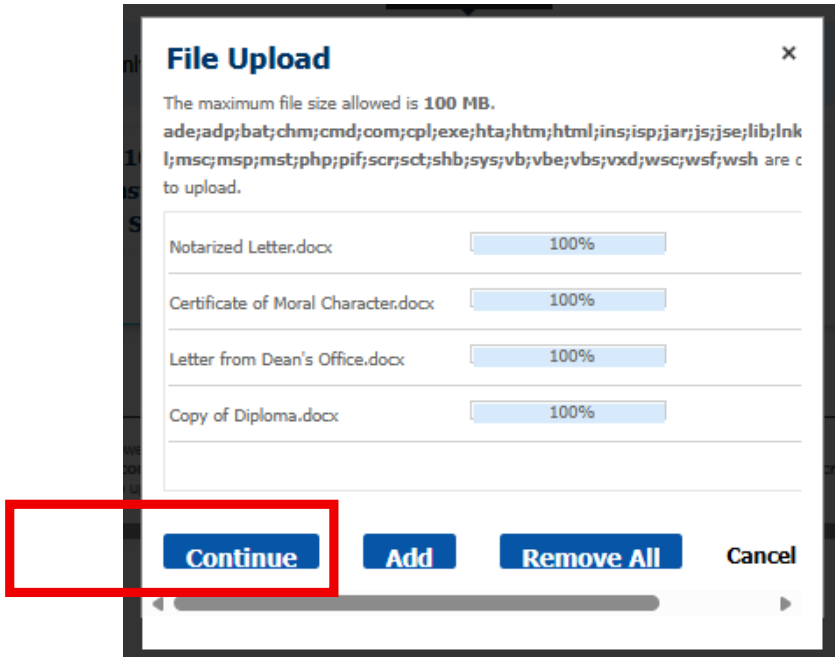 File Upload
×
The maximum file size allowed is 100 MB.
ade;adp;bat;chm;cmd;com;cpl;exe;hta;htm;html;ins;isp;jar;js;jse;lib;lnk
l;msc;msp;mst;php;pif;scr;sct;shb;sys;vb;vbe;vbs;vxd;wsc;wsf;wsh are
to upload.
Notarized Letter.docx 100%
Certificate of Moral Character.docx 100%
Letter from Dean's Office.docx 100%
Copy of Diploma.docx 100%
Continue Add Remove All Cancel